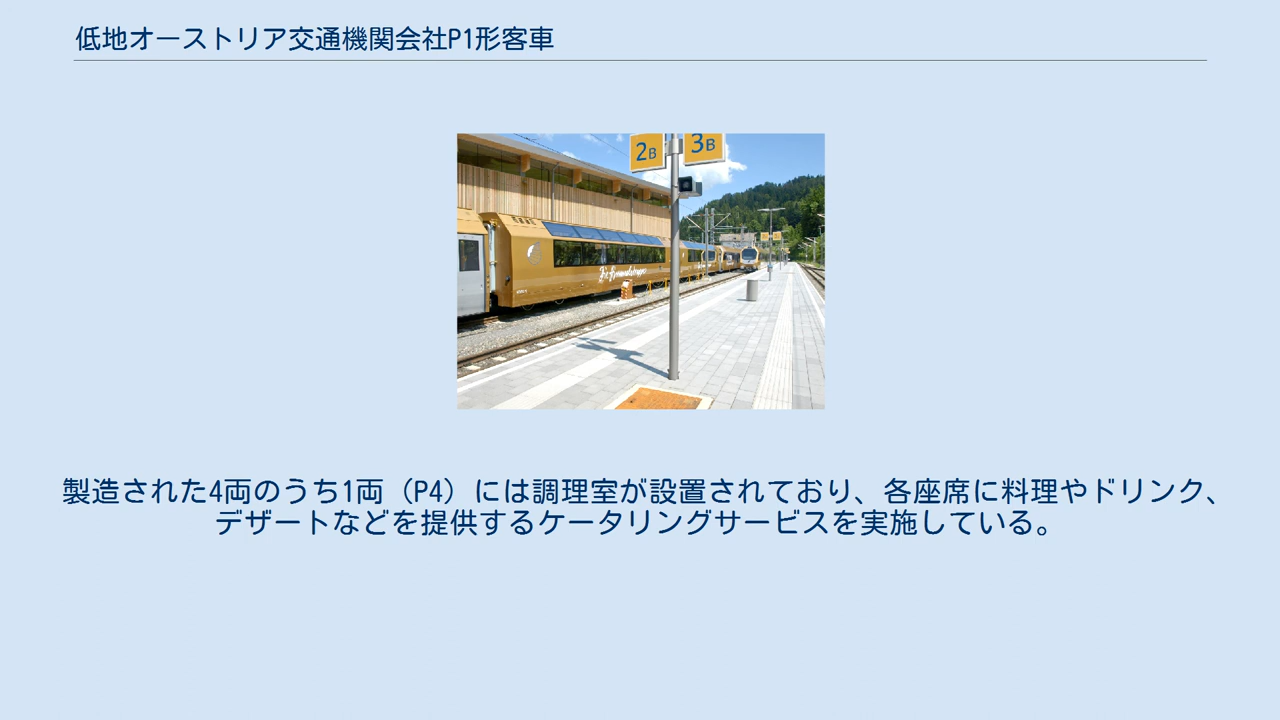 低地オーストリア交通機関会社P1形客車
2B
3B
製造された4両のうち1両（P4）には調理室が設置されており、各座席に料理やドリンク、
デザートなどを提供するケータリングサービスを実施している。